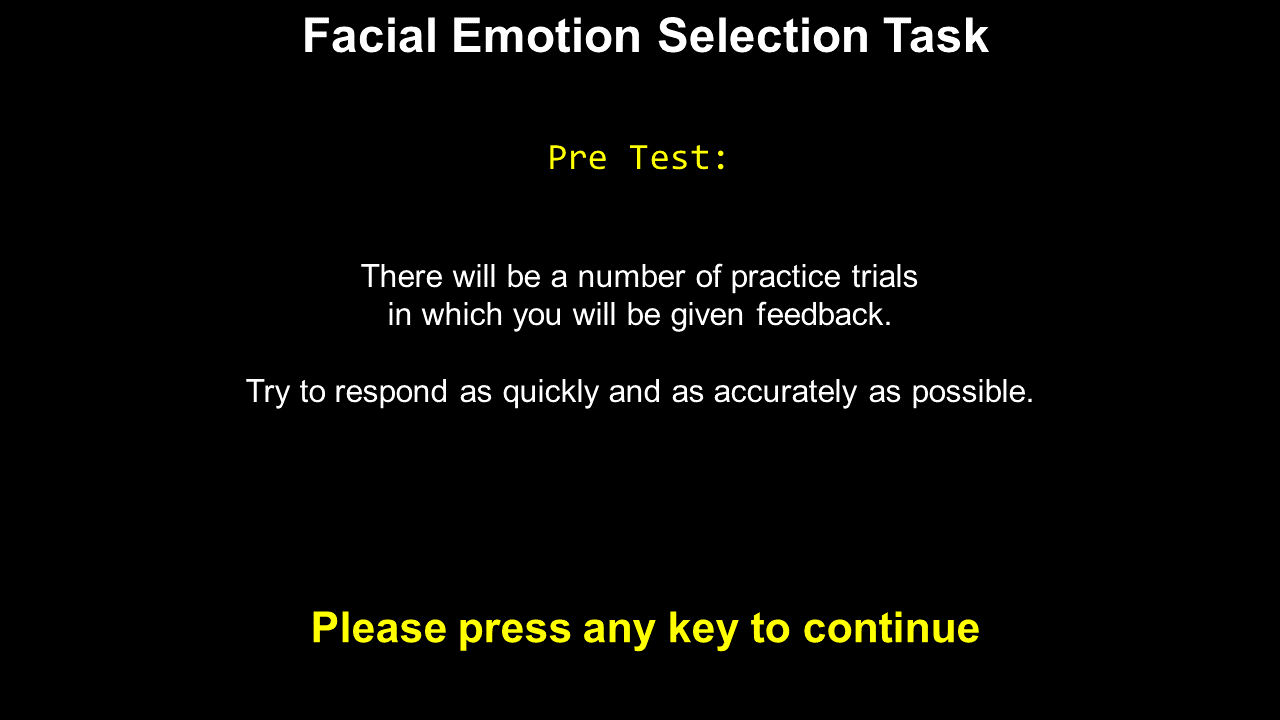 Facial Emotion Selection Task
Pre Test:
There will be a number of practice trials
in which you will be given feedback.
Try to respond as quickly and as accurately as possible.
Please press any key to continue